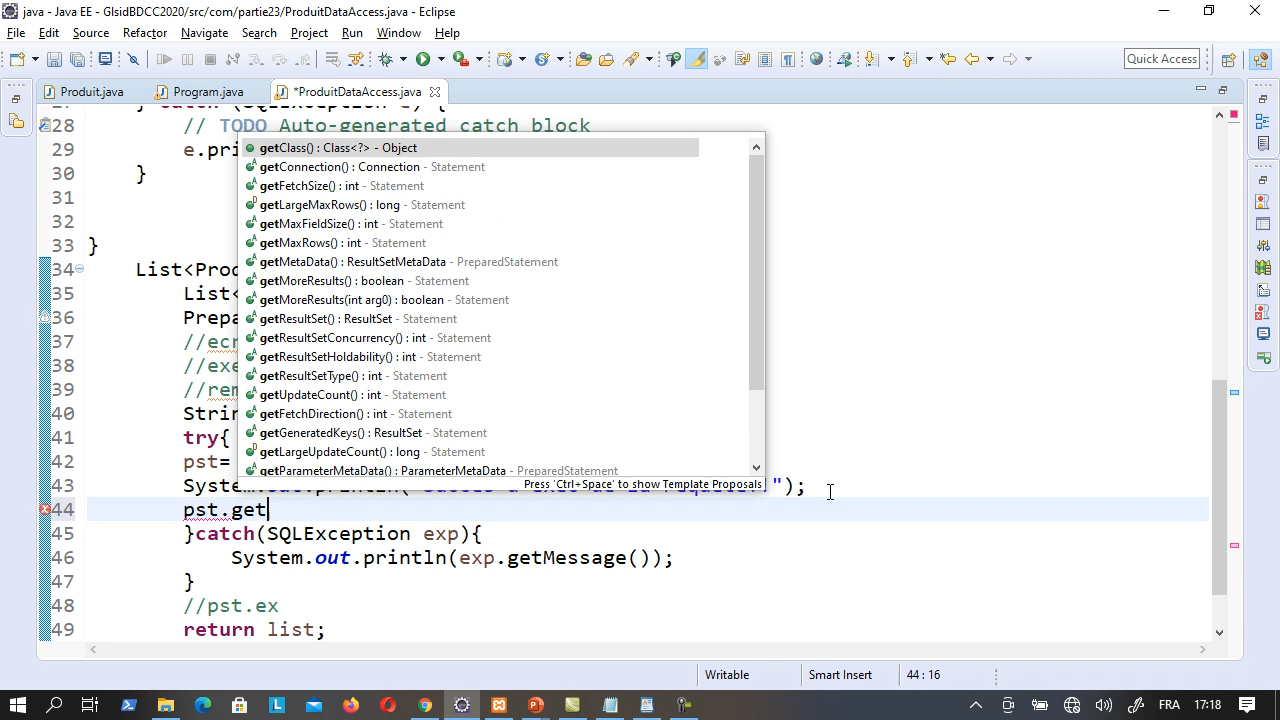 java - Java EE - GlsidBDCC2020/src/com/partie23/ProduitDataAccess.java - Eclipse
File Edit Source Refactor Navigate Search Project Run Window Help
Quick Access
Produit.java Program.java *ProduitDataAccess.java
28 // TODO Auto-generated catch block
29 e.pri
30 }
31
32
33 }
34 List<Prod
35 List<
36 Prepa
37 //ecr
38 //exe
39 //rem
40 Strin
41 try{
42 pst=
43 System.out.println("
44 pst.get
45 }catch(SQLException exp){
46 System.out.println(exp.getMessage());
47 }
48 //pst.ex
49 return list;
getClass() : Class<?> - Object
getConnection() : Connection - Statement
getFetchSize() : int - Statement
getLargeMaxRows() : long - Statement
getMaxFieldSize() : int - Statement
getMaxRows() : int - Statement
getMetaData() : ResultSetMetaData - PreparedStatement
getMoreResults() : boolean - Statement
getMoreResults(int arg0) : boolean - Statement
getResultSet() : ResultSet - Statement
getResultSetConcurrency() : int - Statement
getResultSetHoldability() : int - Statement
getResultSetType() : int - Statement
getUpdateCount() : int - Statement
getFetchDirection() : int - Statement
getGeneratedKeys() : ResultSet - Statement
getLargeUpdateCount() : long - Statement
getParameterMetaData() : ParameterMetaData - PreparedStatement
Press 'Ctrl+Space' to show Template Proposals
Writable Smart Insert 44 : 16
FRA 17:18